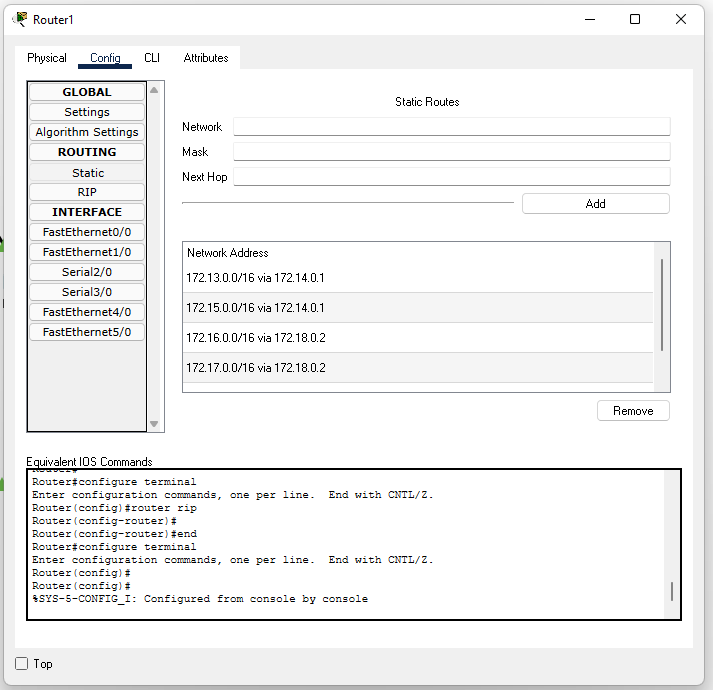 Router1
Physical Config CLI Attributes
GLOBAL
Settings
Algorithm Settings
ROUTING
Static
RIP
INTERFACE
FastEthernet0/0
FastEthernet1/0
Serial2/0
Serial3/0
FastEthernet4/0
FastEthernet5/0
Static Routes
Network
Mask
Next Hop
Add
Network Address
172.13.0.0/16 via 172.14.0.1
172.15.0.0/16 via 172.14.0.1
172.16.0.0/16 via 172.18.0.2
172.17.0.0/16 via 172.18.0.2
Remove
Equivalent IOS Commands
Router#
Router#configure terminal
Enter configuration commands, one per line.  End with CNTL/Z.
Router(config)#router rip
Router(config-router)#
Router(config-router)#end
Router#configure terminal
Enter configuration commands, one per line.  End with CNTL/Z.
Router(config)#
Router(config)#
%SYS-5-CONFIG_I: Configured from console by console
Top